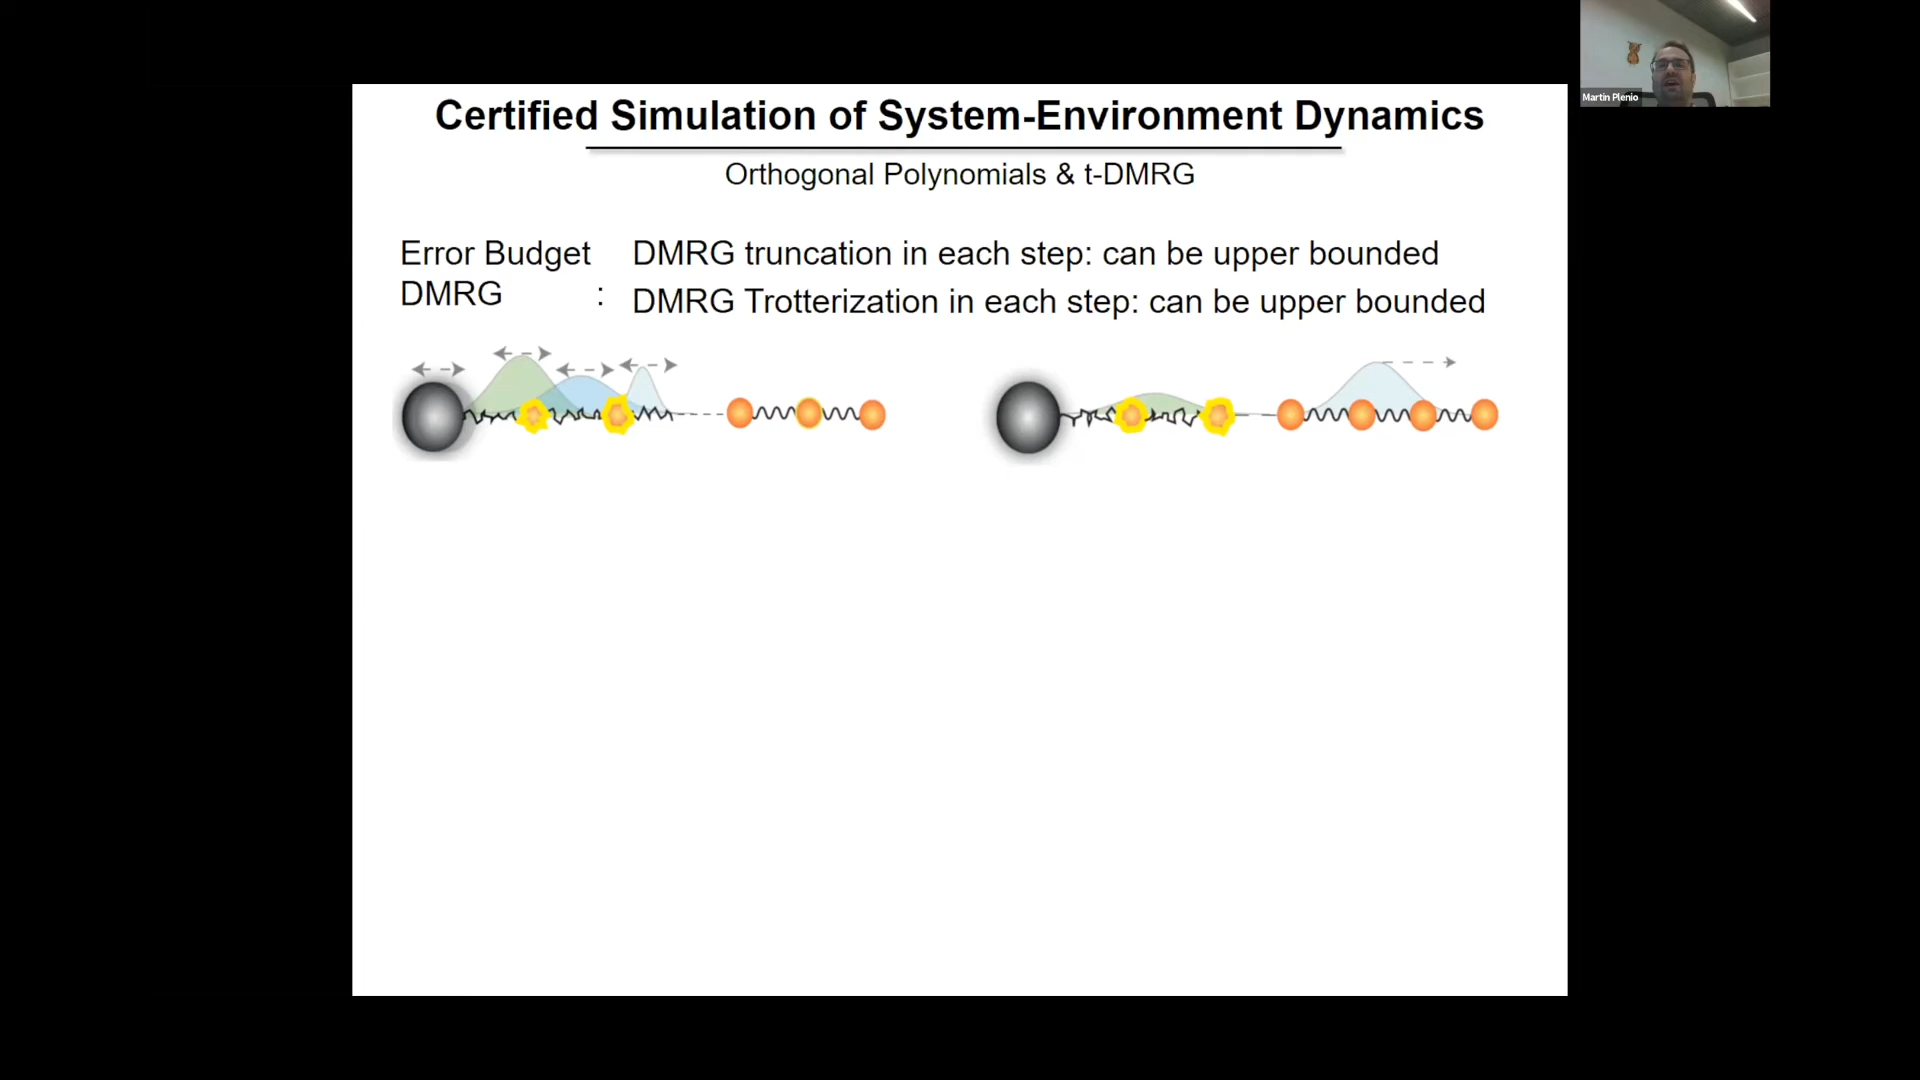 Certified Simulation of System-Environment Dynamics
Orthogonal Polynomials & t-DMRG
Error Budget
DMRG :
DMRG truncation in each step: can be upper bounded
DMRG Trotterization in each step: can be upper bounded
Martin Plenio